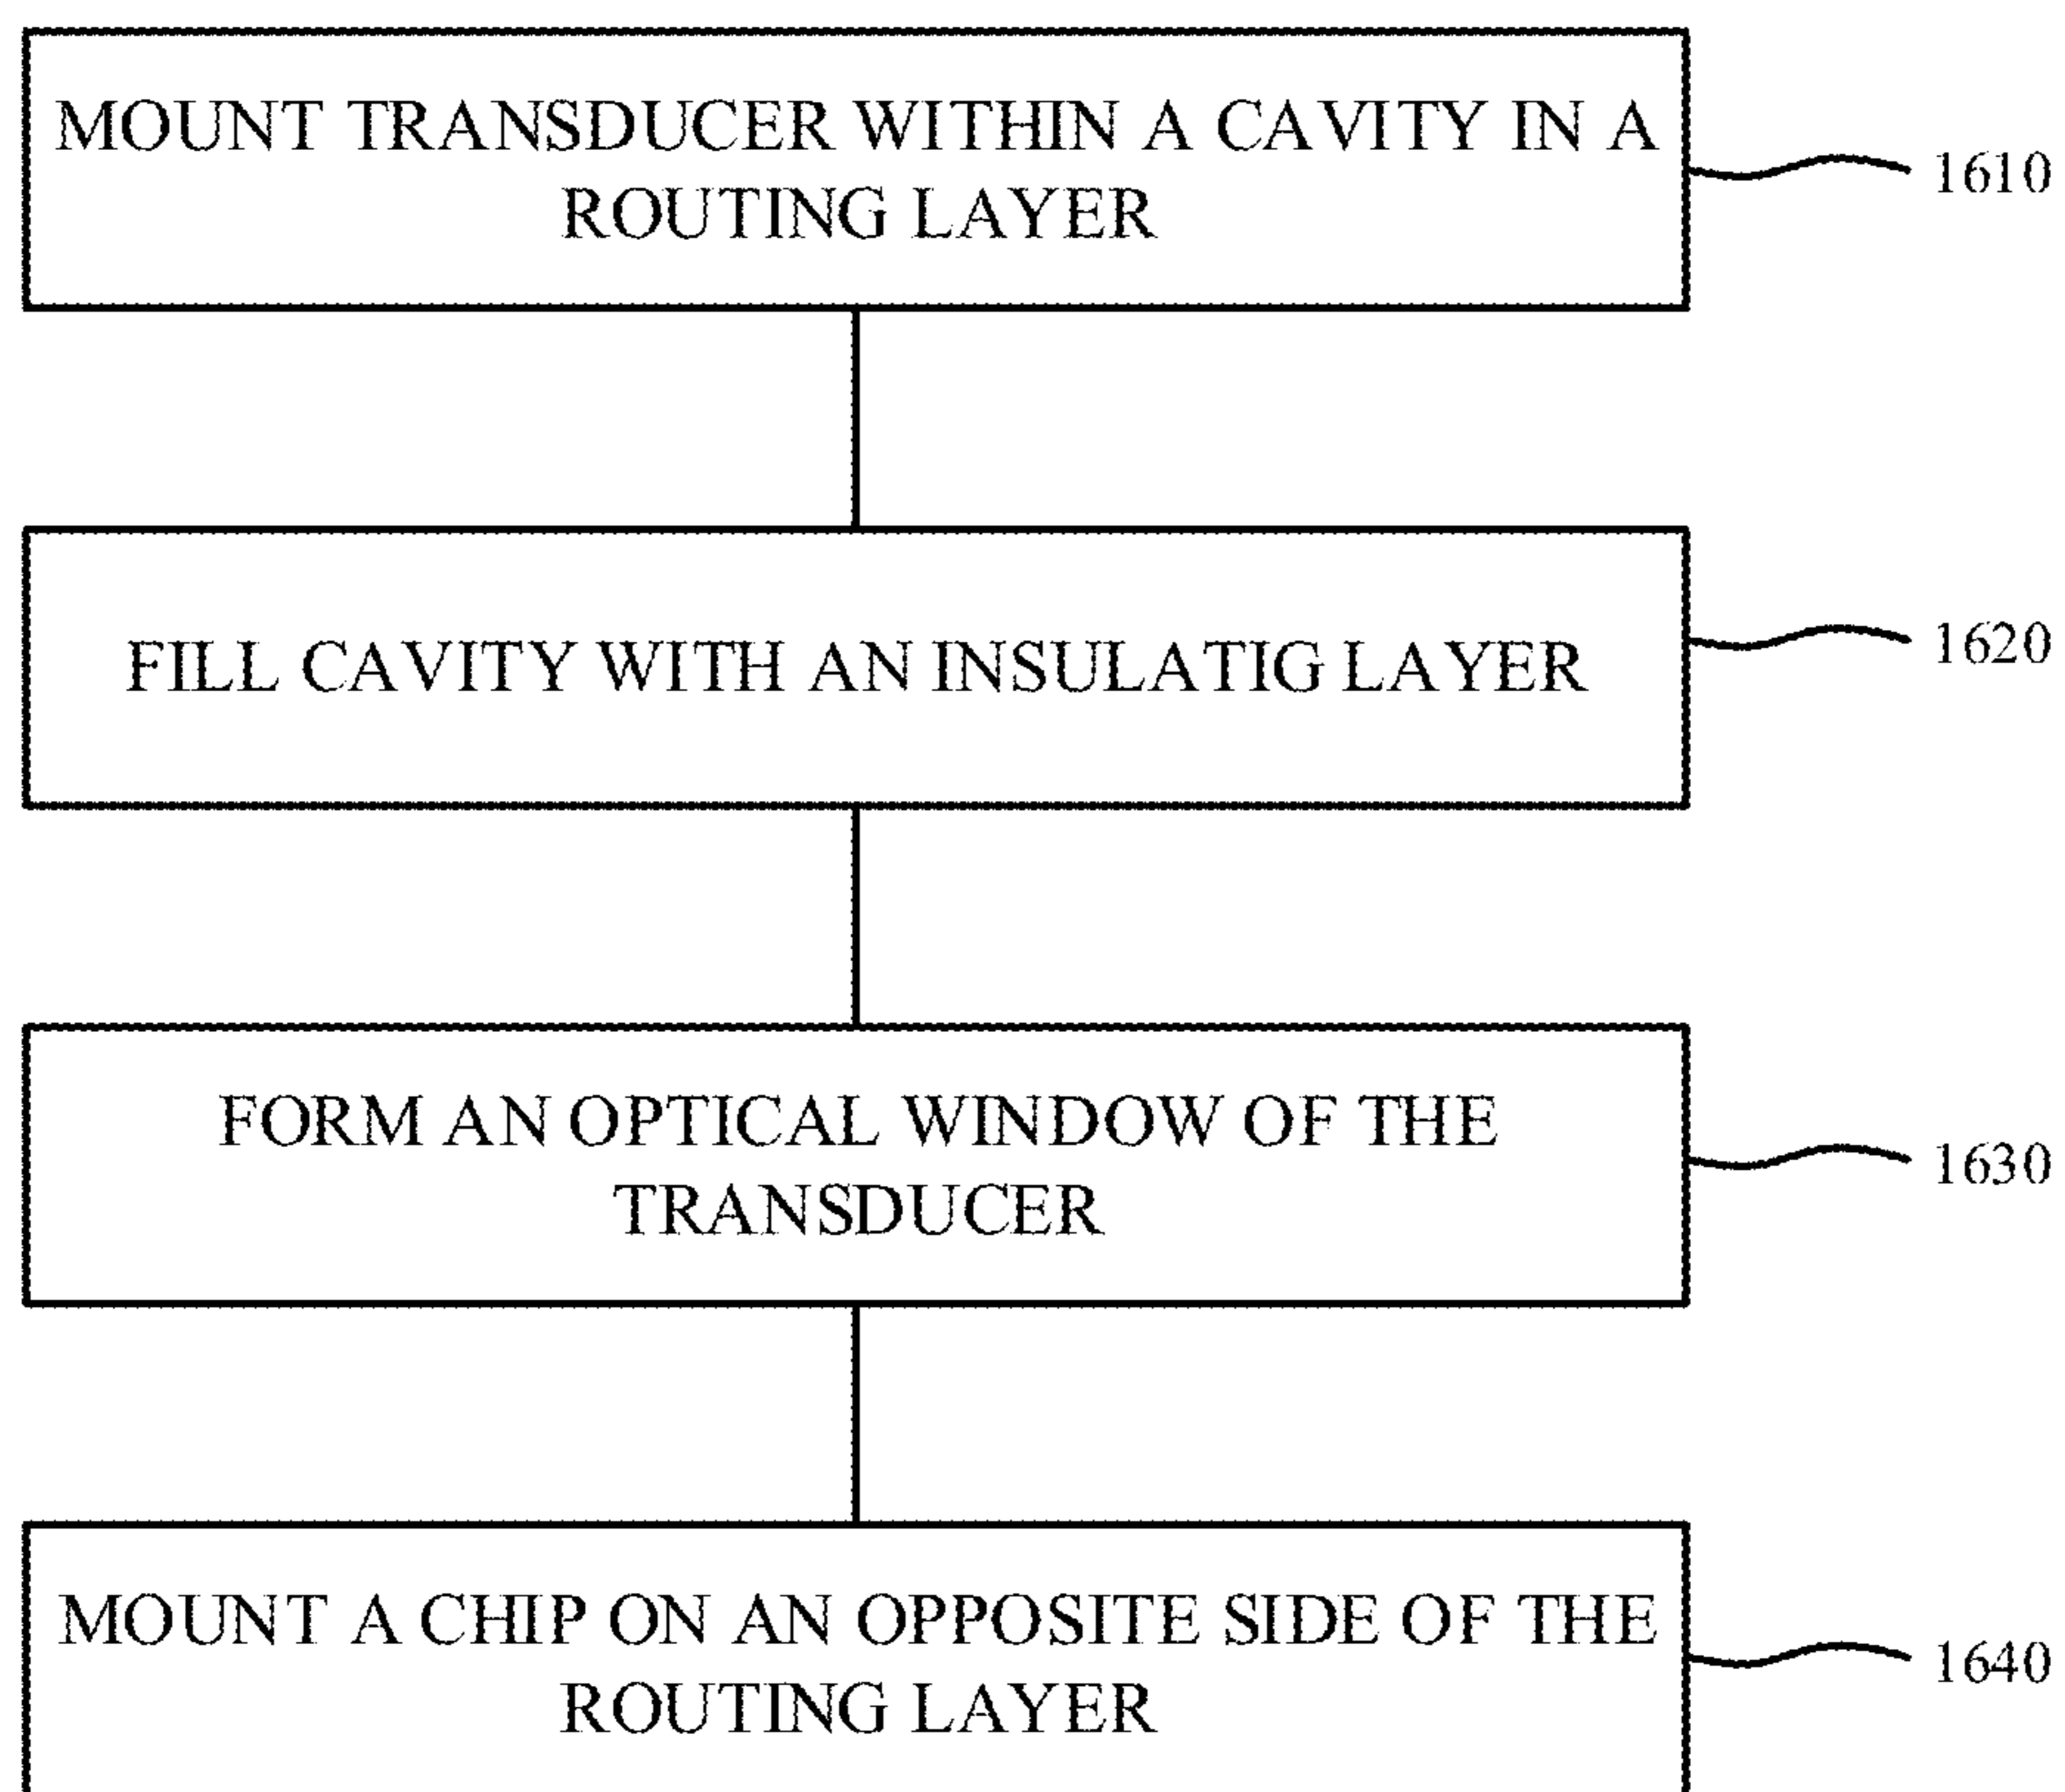 MOUNT TRANSDUCER WITHIN A CAVITY IN A
ROUTING LAYER
1610
FILL CAVITY WITH AN INSULATIG LAYER
1620
FORM AN OPTICAL WINDOW OF THE
TRANSDUCER
1630
MOUNT A CHIP ON AN OPPOSITE SIDE OF THE
ROUTING LAYER
1640